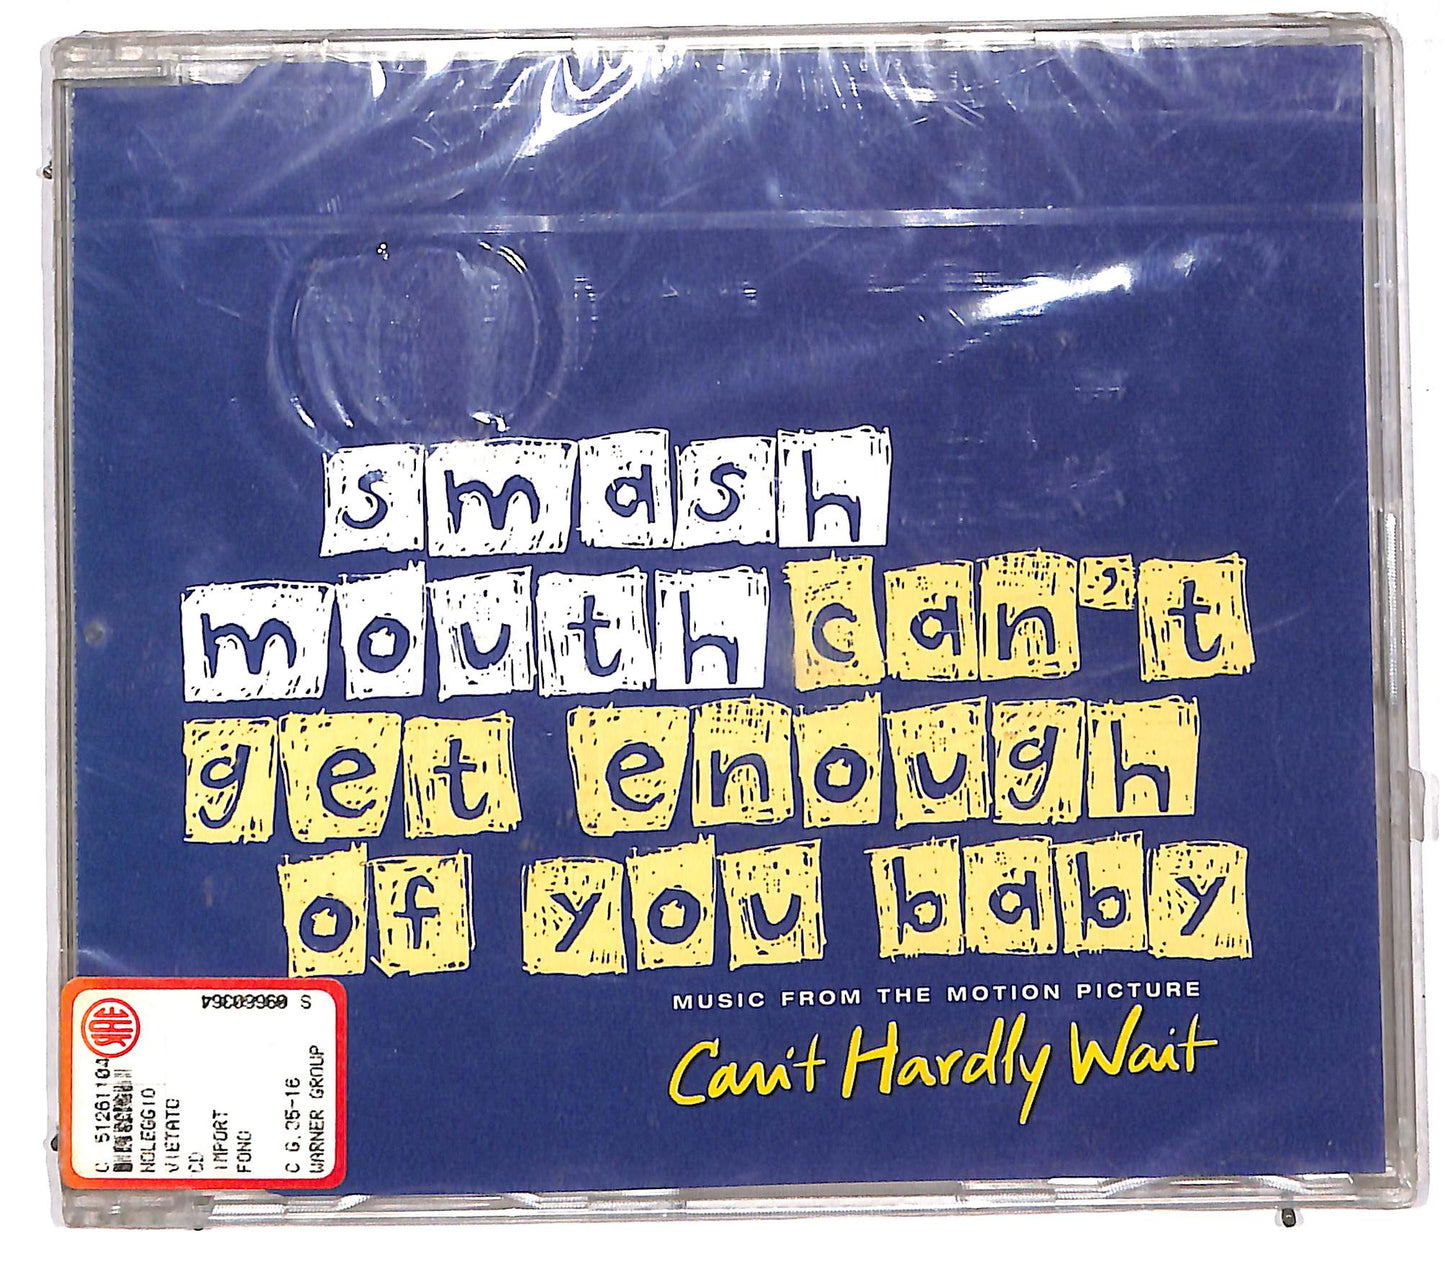 smash
mouth can't
get enough
of you baby
MUSIC FROM THE MOTION PICTURE
Can't Hardly Wait
S 09660364
C. 51261104
NOLEGGIO
VIETATO
CD
IMPORT
FONO
C G.35-16
WARNER GROUP